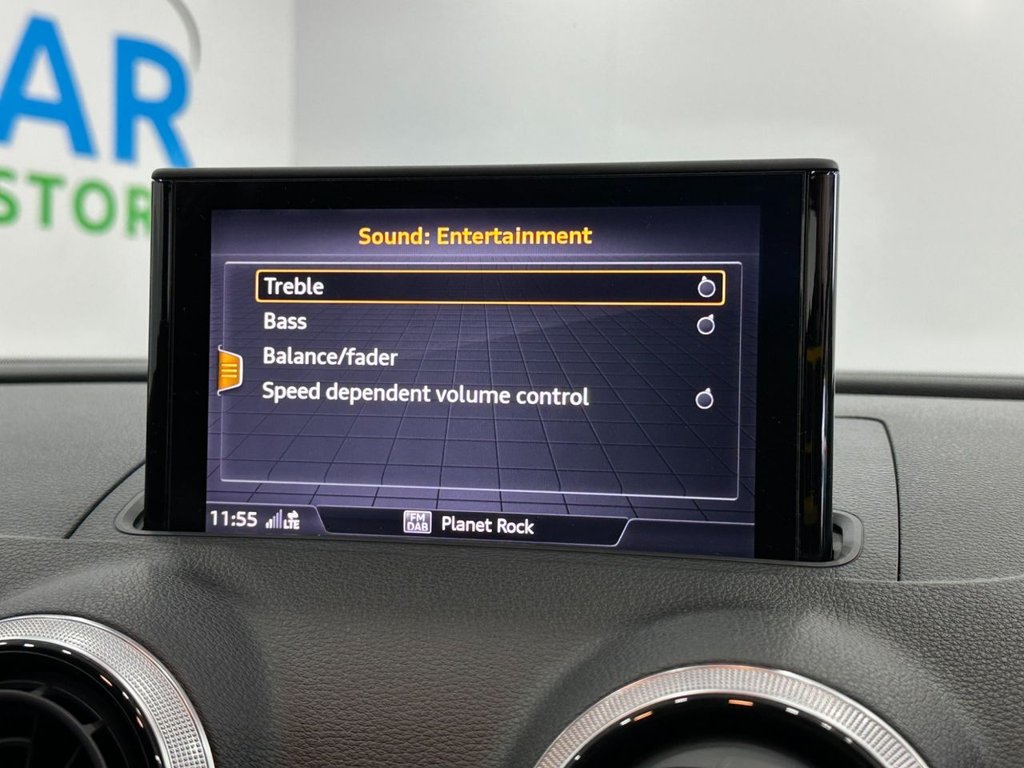 AR
STOR
Sound: Entertainment
Treble
Bass
Balance/fader
Speed dependent volume control
11:55 LTE FM DAB Planet Rock